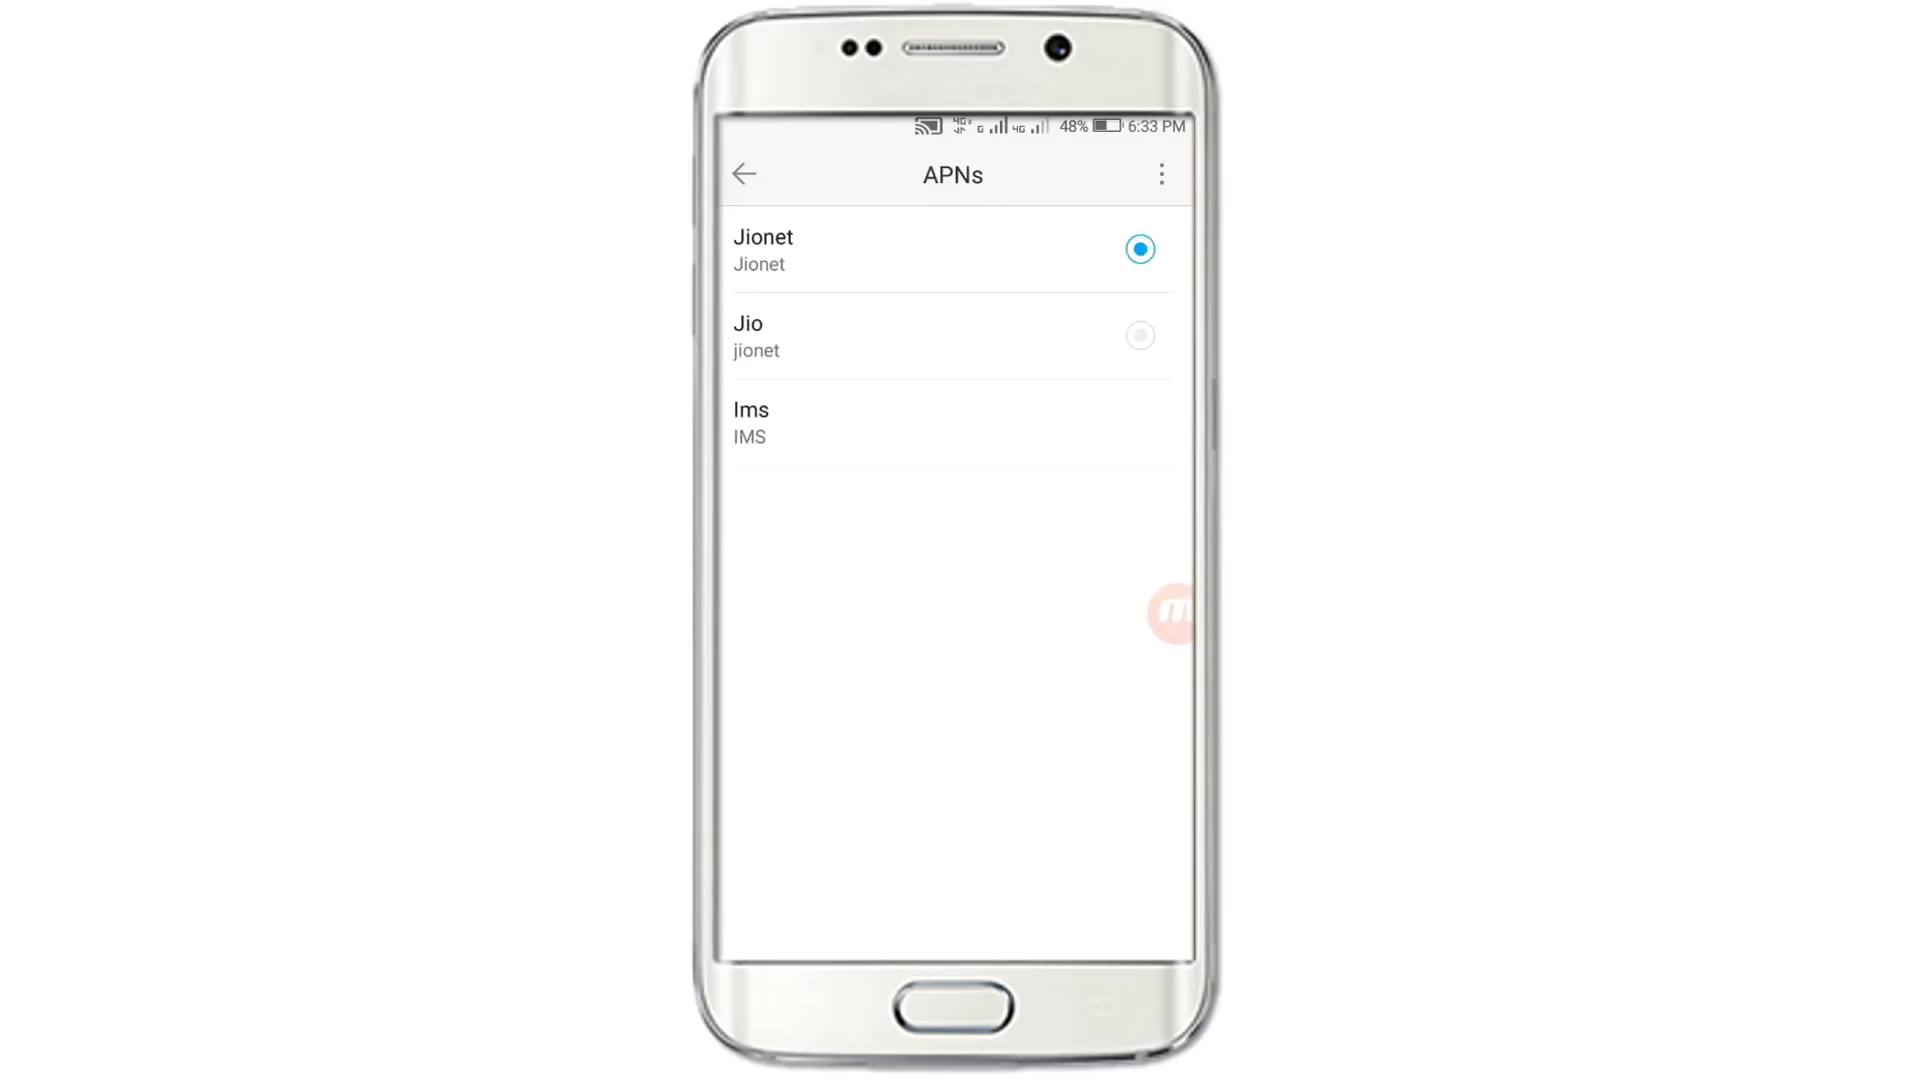 48% 6:33 PM
APNs
Jionet
Jionet
Jio
jionet
Ims
IMS